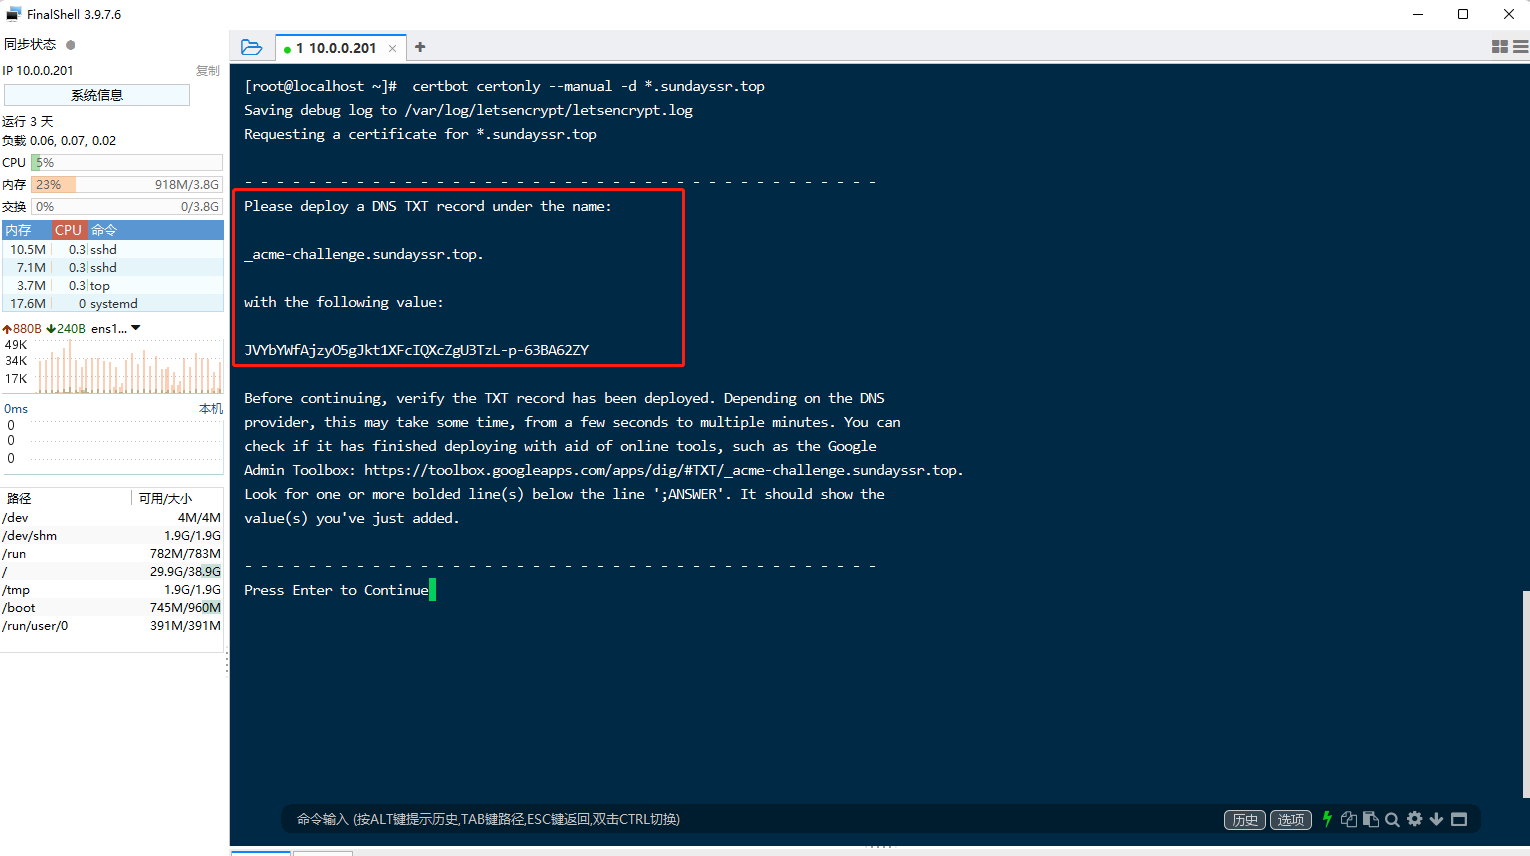 FinalShell 3.9.7.6
同步状态
IP 10.0.0.201 复制
系统信息
运行 3 天
负载 0.06, 0.07, 0.02
CPU 5%
内存 23% 918M/3.8G
交换 0% 0/3.8G
内存 CPU 命令
10.5M 0.3 sshd
7.1M 0.3 sshd
3.7M 0.3 top
17.6M 0 systemd
880B 240B ens1...
49K
34K
17K
0ms 本机
0
0
0
路径 可用/大小
/dev 4M/4M
/dev/shm 1.9G/1.9G
/run 782M/783M
/ 29.9G/38.9G
/tmp 1.9G/1.9G
/boot 745M/960M
/run/user/0 391M/391M
1 10.0.0.201
[root@localhost ~]#  certbot certonly --manual -d *.sundayssr.top
Saving debug log to /var/log/letsencrypt/letsencrypt.log
Requesting a certificate for *.sundayssr.top
- - - - - - - - - - - - - - - - - - - - - - - - - - - - - - - - - - - - - - - -
Please deploy a DNS TXT record under the name:
_acme-challenge.sundayssr.top.
with the following value:
JVYbYWfAjzyO5gJkt1XFcIQXcZgU3TzL-p-63BA62ZY
Before continuing, verify the TXT record has been deployed. Depending on the DNS
provider, this may take some time, from a few seconds to multiple minutes. You can
check if it has finished deploying with aid of online tools, such as the Google
Admin Toolbox: https://toolbox.googleapps.com/apps/dig/#TXT/_acme-challenge.sundayssr.top.
Look for one or more bolded line(s) below the line ';ANSWER'. It should show the
value(s) you've just added.
- - - - - - - - - - - - - - - - - - - - - - - - - - - - - - - - - - - - - - - -
Press Enter to Continue
命令输入 (按ALT键提示历史,TAB键路径,ESC键返回,双击CTRL切换) 历史 选项